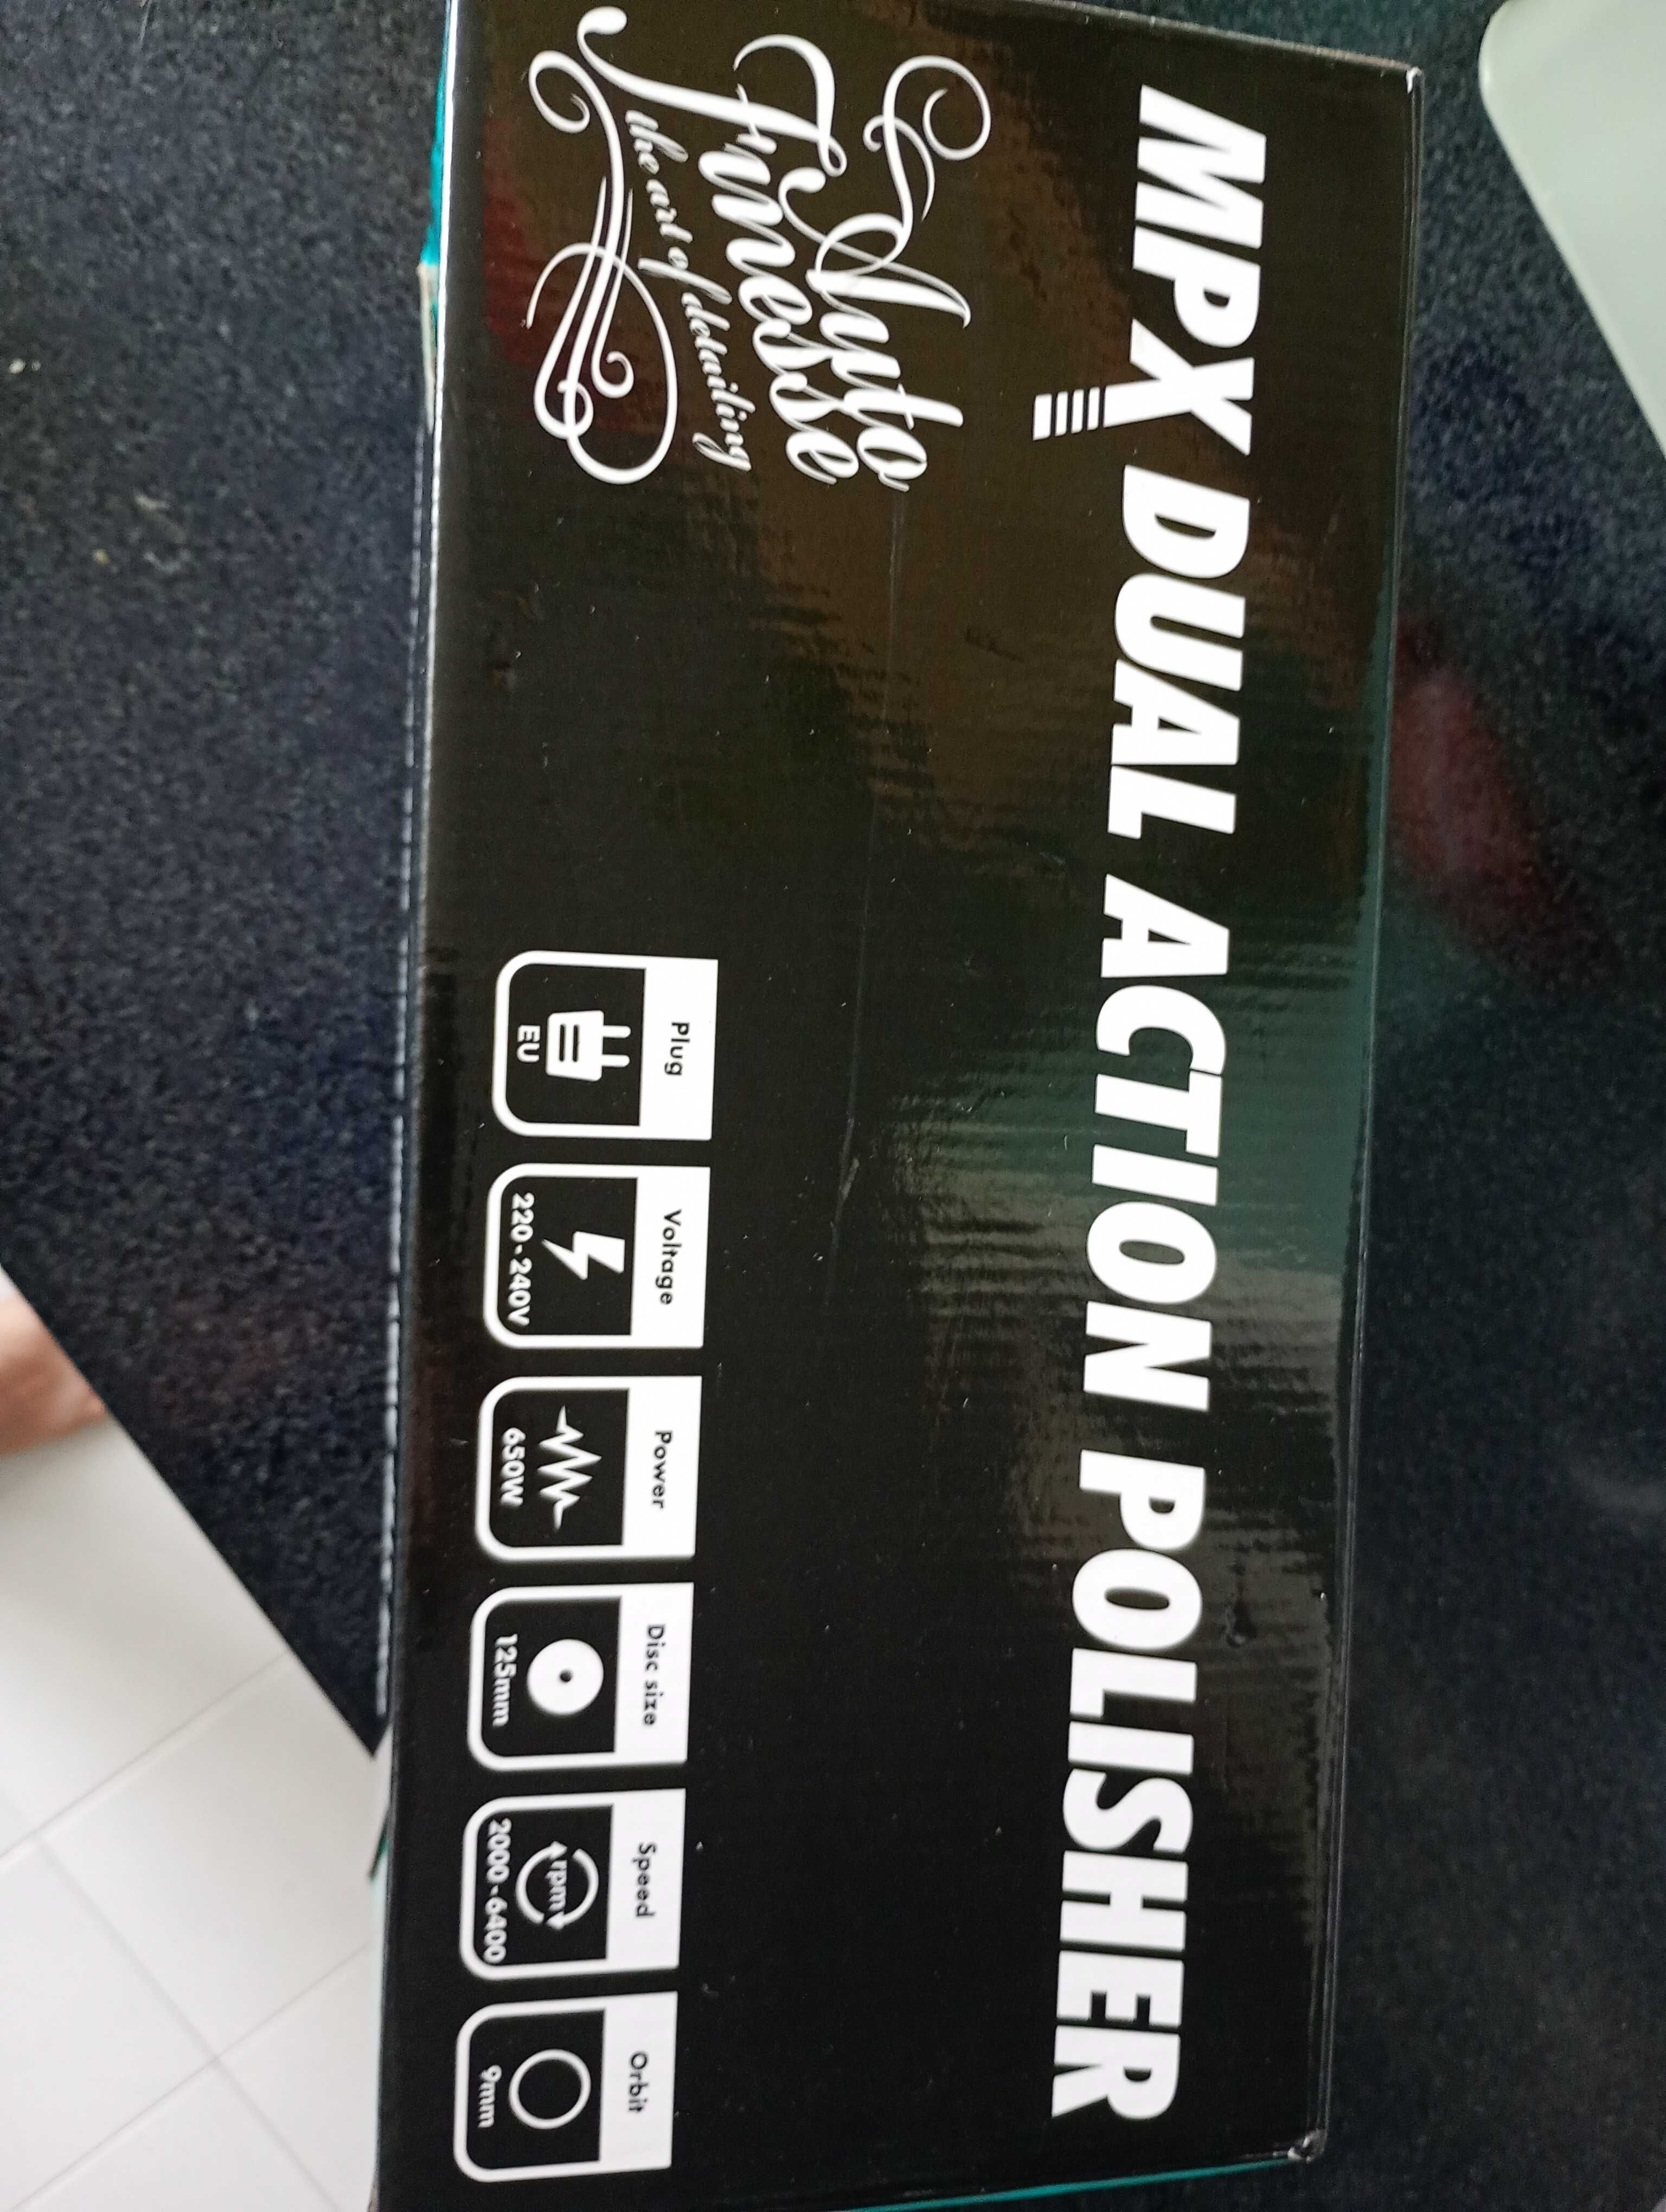 MPX DUAL ACTION POLISHER
Auto
Finesse
the art of detailing
Plug
EU
Voltage
220-240V
Power
650W
Disc size
125mm
Speed
rpm
2000-6400
Orbit
9mm